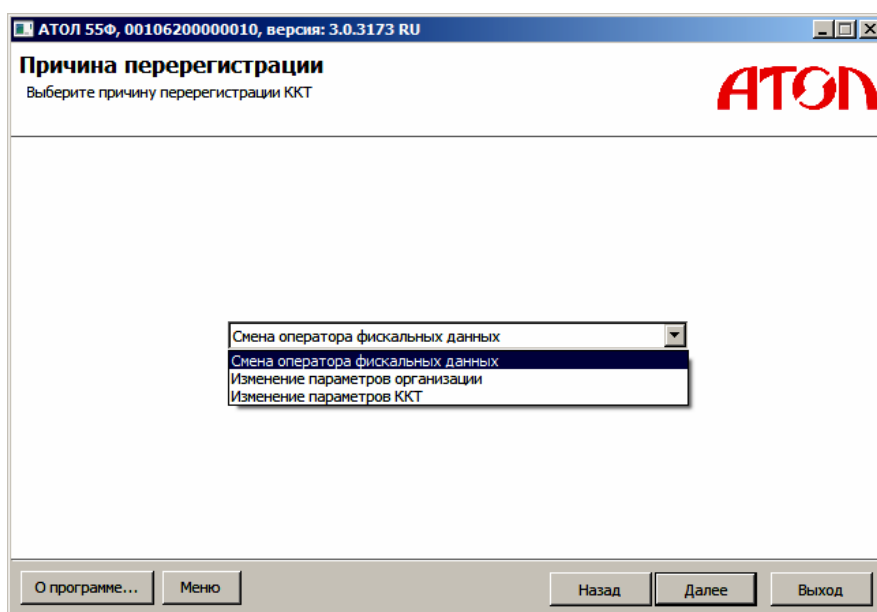 АТОЛ 55Ф, 00106200000010, версия: 3.0.3173 RU
Причина перерегистрации
Выберите причину перерегистрации ККТ
АТОЛ
Смена оператора фискальных данных
Смена оператора фискальных данных
Изменение параметров организации
Изменение параметров ККТ
О программе... Меню Назад Далее Выход